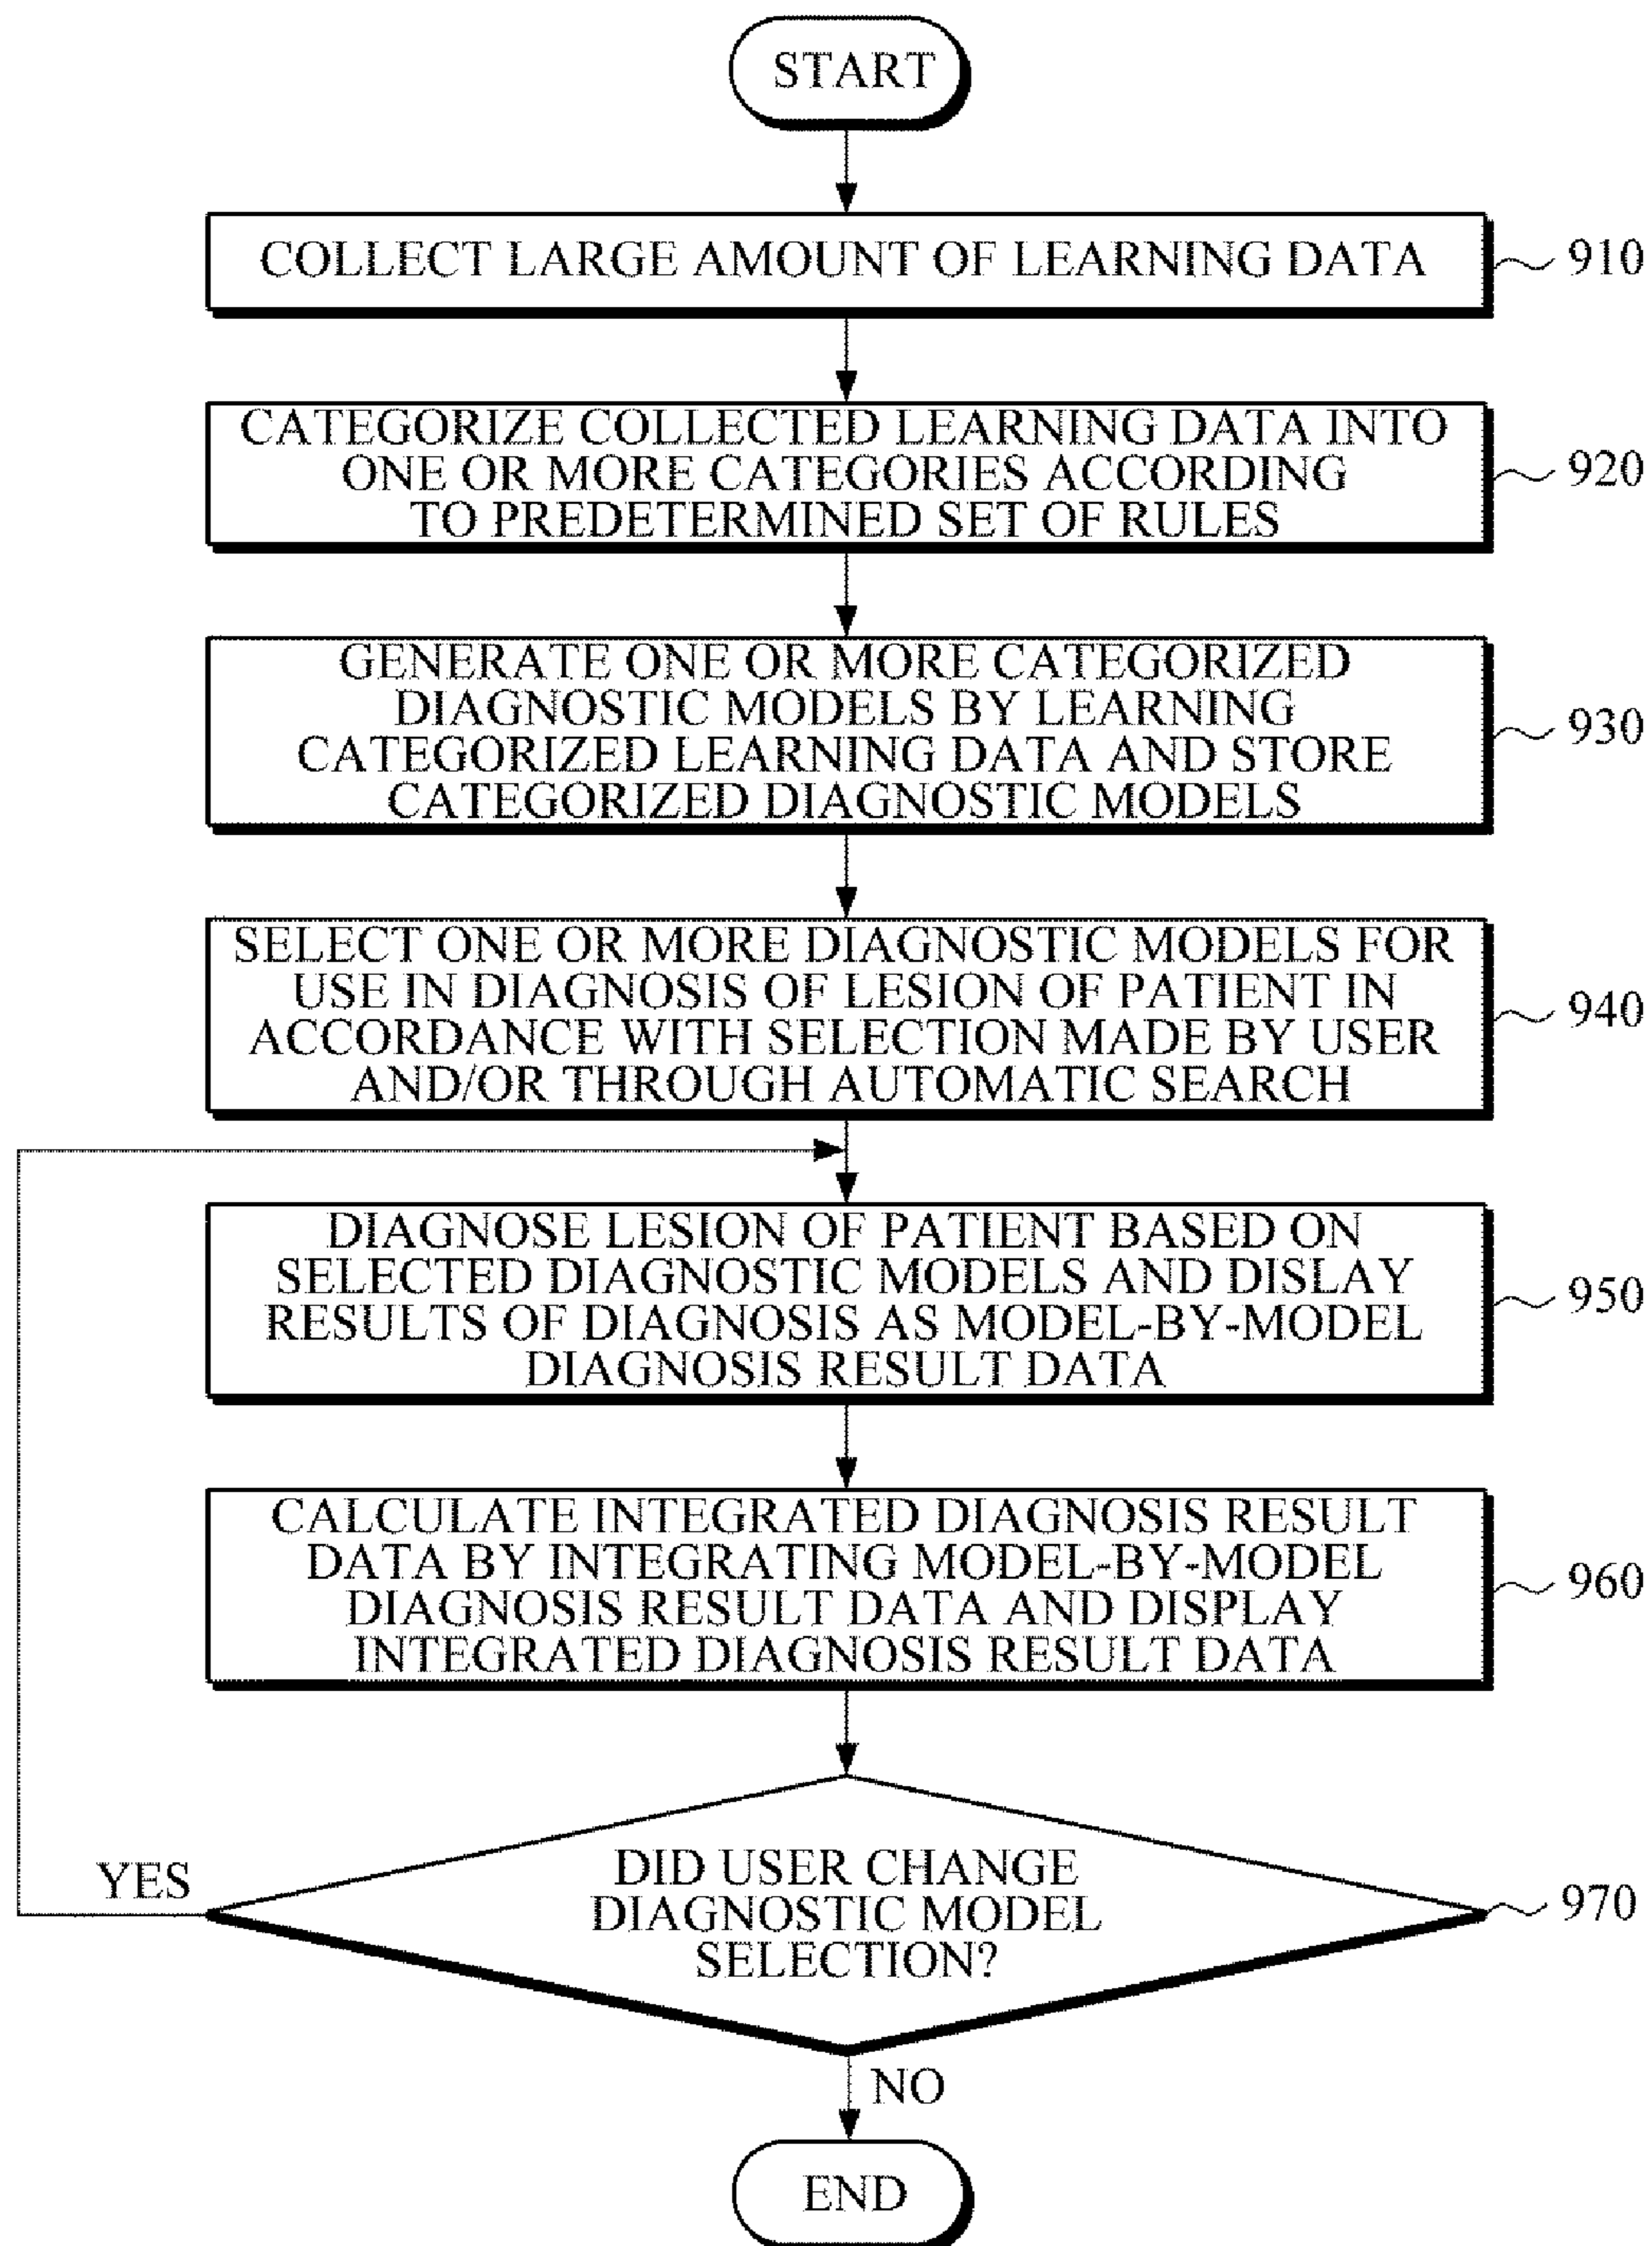 START
COLLECT LARGE AMOUNT OF LEARNING DATA
910
CATEGORIZE COLLECTED LEARNING DATA INTO
ONE OR MORE CATEGORIES ACCORDING
TO PREDETERMINED SET OF RULES
920
GENERATE ONE OR MORE CATEGORIZED
DIAGNOSTIC MODELS BY LEARNING
CATEGORIZED LEARNING DATA AND STORE
CATEGORIZED DIAGNOSTIC MODELS
930
SELECT ONE OR MORE DIAGNOSTIC MODELS FOR
USE IN DIAGNOSIS OF LESION OF PATIENT IN
ACCORDANCE WITH SELECTION MADE BY USER
AND/OR THROUGH AUTOMATIC SEARCH
940
DIAGNOSE LESION OF PATIENT BASED ON
SELECTED DIAGNOSTIC MODELS AND DISLAY
RESULTS OF DIAGNOSIS AS MODEL-BY-MODEL
DIAGNOSIS RESULT DATA
950
CALCULATE INTEGRATED DIAGNOSIS RESULT
DATA BY INTEGRATING MODEL-BY-MODEL
DIAGNOSIS RESULT DATA AND DISPLAY
INTEGRATED DIAGNOSIS RESULT DATA
960
YES
DID USER CHANGE
DIAGNOSTIC MODEL
SELECTION?
970
NO
END